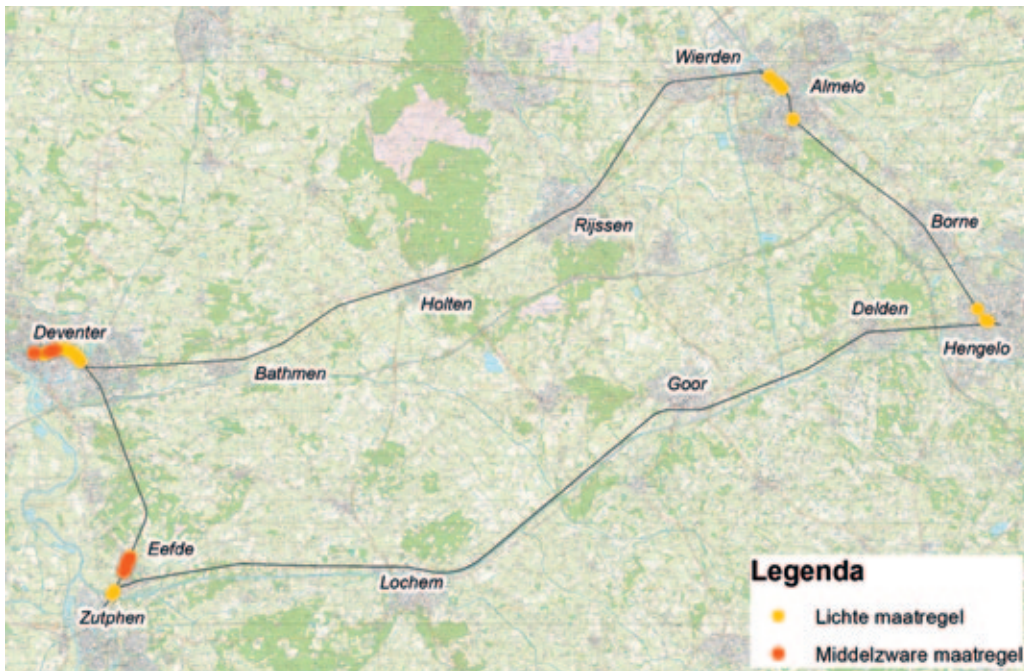 Wierden
Almelo
Rijssen
Borne
Holten
Delden
Deventer
Hengelo
Bathmen
Goor
Eefde
Lochem
Zutphen
Legenda
Lichte maatregel
Middelzware maatregel